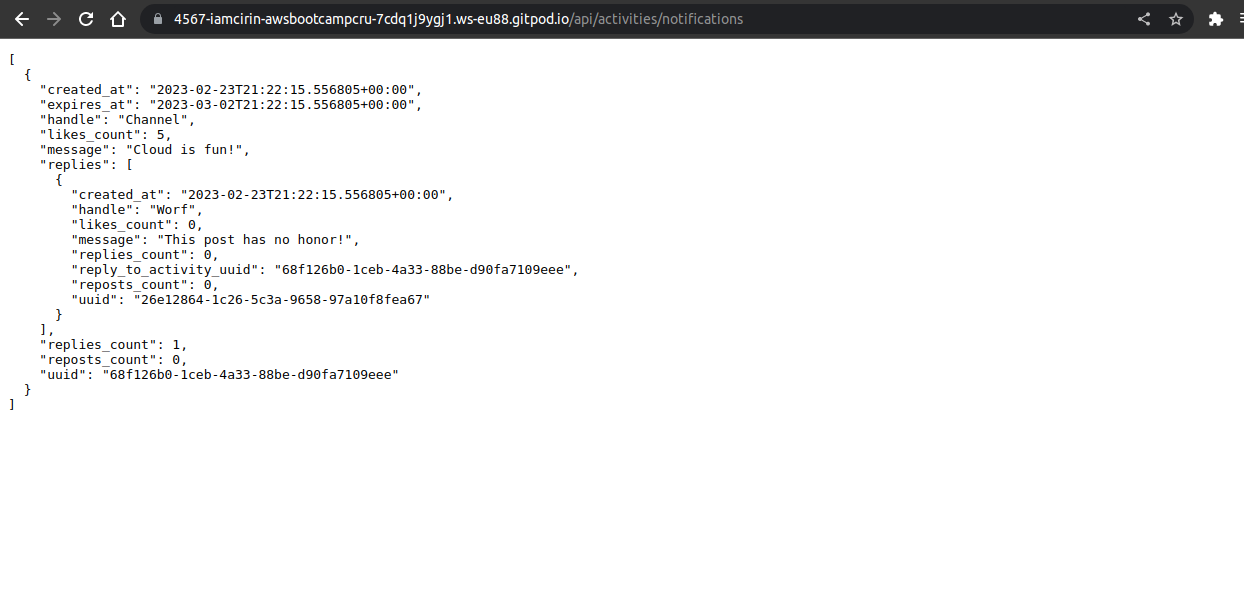 4567-iamcirin-awsbootcampcru-7cdq1j9ygj1.ws-eu88.gitpod.io/api/activities/notifications
[
  {
    "created_at": "2023-02-23T21:22:15.556805+00:00",
    "expires_at": "2023-03-02T21:22:15.556805+00:00",
    "handle": "Channel",
    "likes_count": 5,
    "message": "Cloud is fun!",
    "replies": [
      {
        "created_at": "2023-02-23T21:22:15.556805+00:00",
        "handle": "Worf",
        "likes_count": 0,
        "message": "This post has no honor!",
        "replies_count": 0,
        "reply_to_activity_uuid": "68f126b0-1ceb-4a33-88be-d90fa7109eee",
        "reposts_count": 0,
        "uuid": "26e12864-1c26-5c3a-9658-97a10f8fea67"
      }
    ],
    "replies_count": 1,
    "reposts_count": 0,
    "uuid": "68f126b0-1ceb-4a33-88be-d90fa7109eee"
  }
]